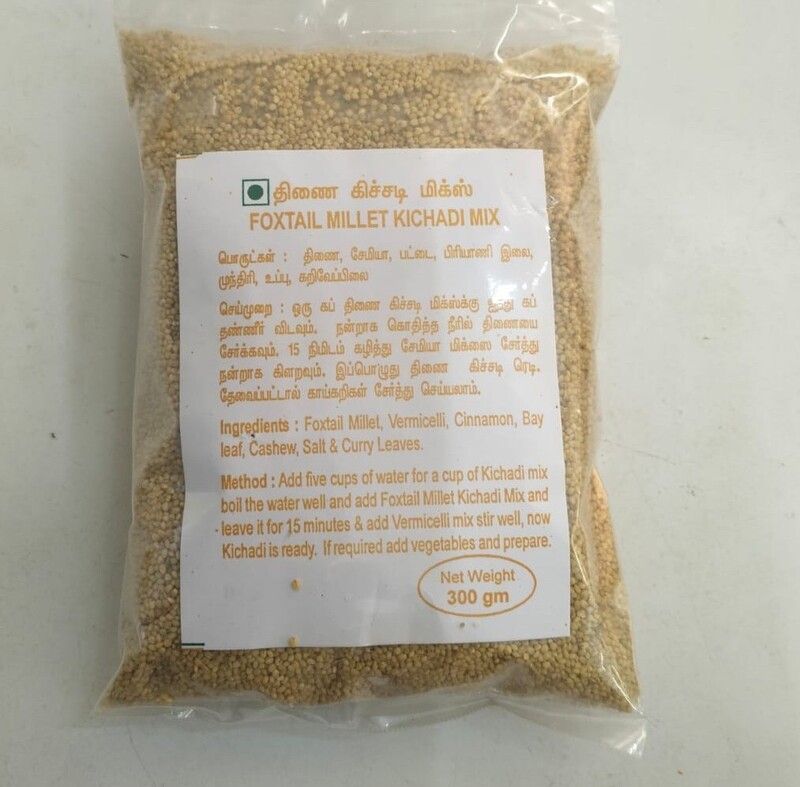 திணை கிச்சடி மிக்ஸ்
FOXTAIL MILLET KICHADI MIX
பொருட்கள் : திணை, சேமியா, பட்டை, பிரியாணி இலை,
முந்திரி, உப்பு, கறிவேப்பிலை
செய்முறை : ஒரு கப் திணை கிச்சடி மிக்ஸ்க்கு ஐந்து கப்
தண்ணீர் விடவும். நன்றாக கொதித்த நீரில் திணையை
சேர்க்கவும். 15 நிமிடம் கழித்து சேமியா மிக்ஸை சேர்த்து
நன்றாக கிளறவும். இப்பொழுது திணை கிச்சடி ரெடி.
தேவைப்பட்டால் காய்கறிகள் சேர்த்து செய்யலாம்.
Ingredients : Foxtail Millet, Vermicelli, Cinnamon, Bay
leaf, Cashew, Salt & Curry Leaves.
Method : Add five cups of water for a cup of Kichadi mix
boil the water well and add Foxtail Millet Kichadi Mix and
leave it for 15 minutes & add Vermicelli mix stir well, now
Kichadi is ready. If required add vegetables and prepare.
Net Weight
300 gm